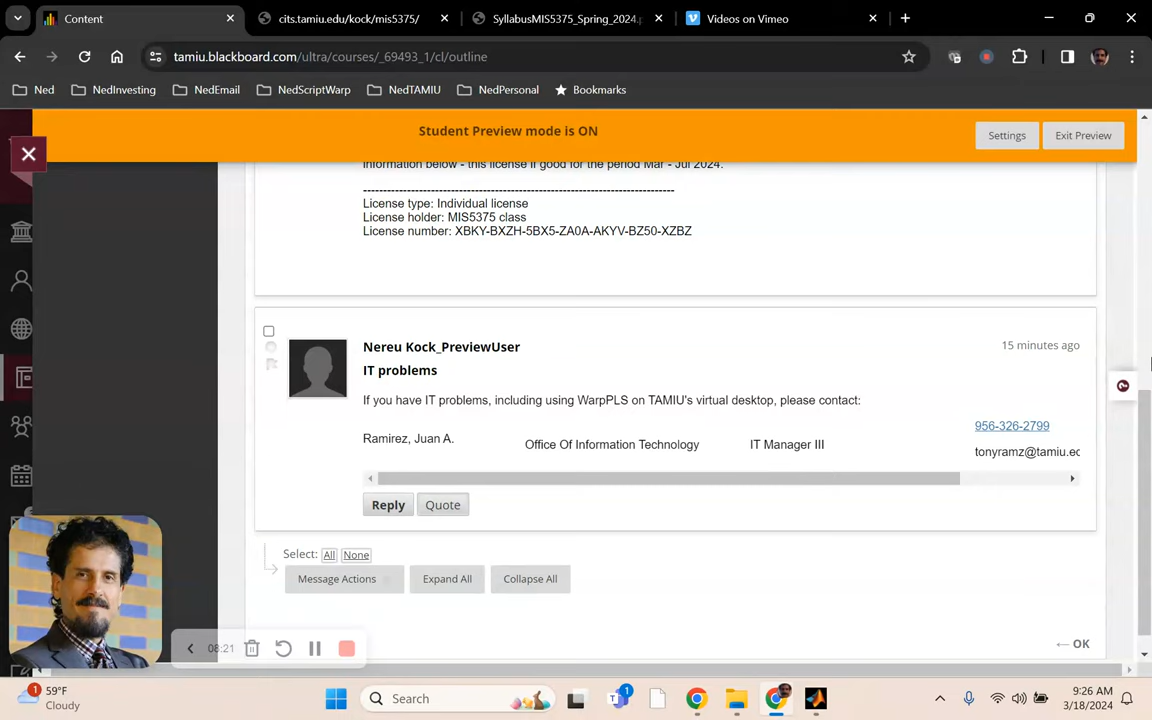 Content
cits.tamu.edu/kock/mis5375/
SyllabusMIS5375_Spring_2024.
Videos on Vimeo
tamiu.blackboard.com/ultra/courses/_69493_1/cl/outline
Ned
NedInvesting
NedEmail
NedScriptWarp
NedTAMIU
NedPersonal
Bookmarks
Student Preview mode is ON
Settings
Exit Preview
information below - this license if good for the period Mar - Jul 2024.
-----------------------------------------------------------------------
License type: Individual license
License holder: MIS5375 class
License number: XBKY-BXZH-5BX5-ZA0A-AKYV-BZ50-XZBZ
Nereu Kock_PreviewUser
15 minutes ago
IT problems
If you have IT problems, including using WarpPLS on TAMIU's virtual desktop, please contact:
956-326-2799
Ramirez, Juan A.
Office Of Information Technology
IT Manager III
tonyramz@tamiu.ec
Reply
Quote
Select: All None
Message Actions
Expand All
Collapse All
08:21
OK
1
59°F
Cloudy
Search
1
9:26 AM
3/18/2024